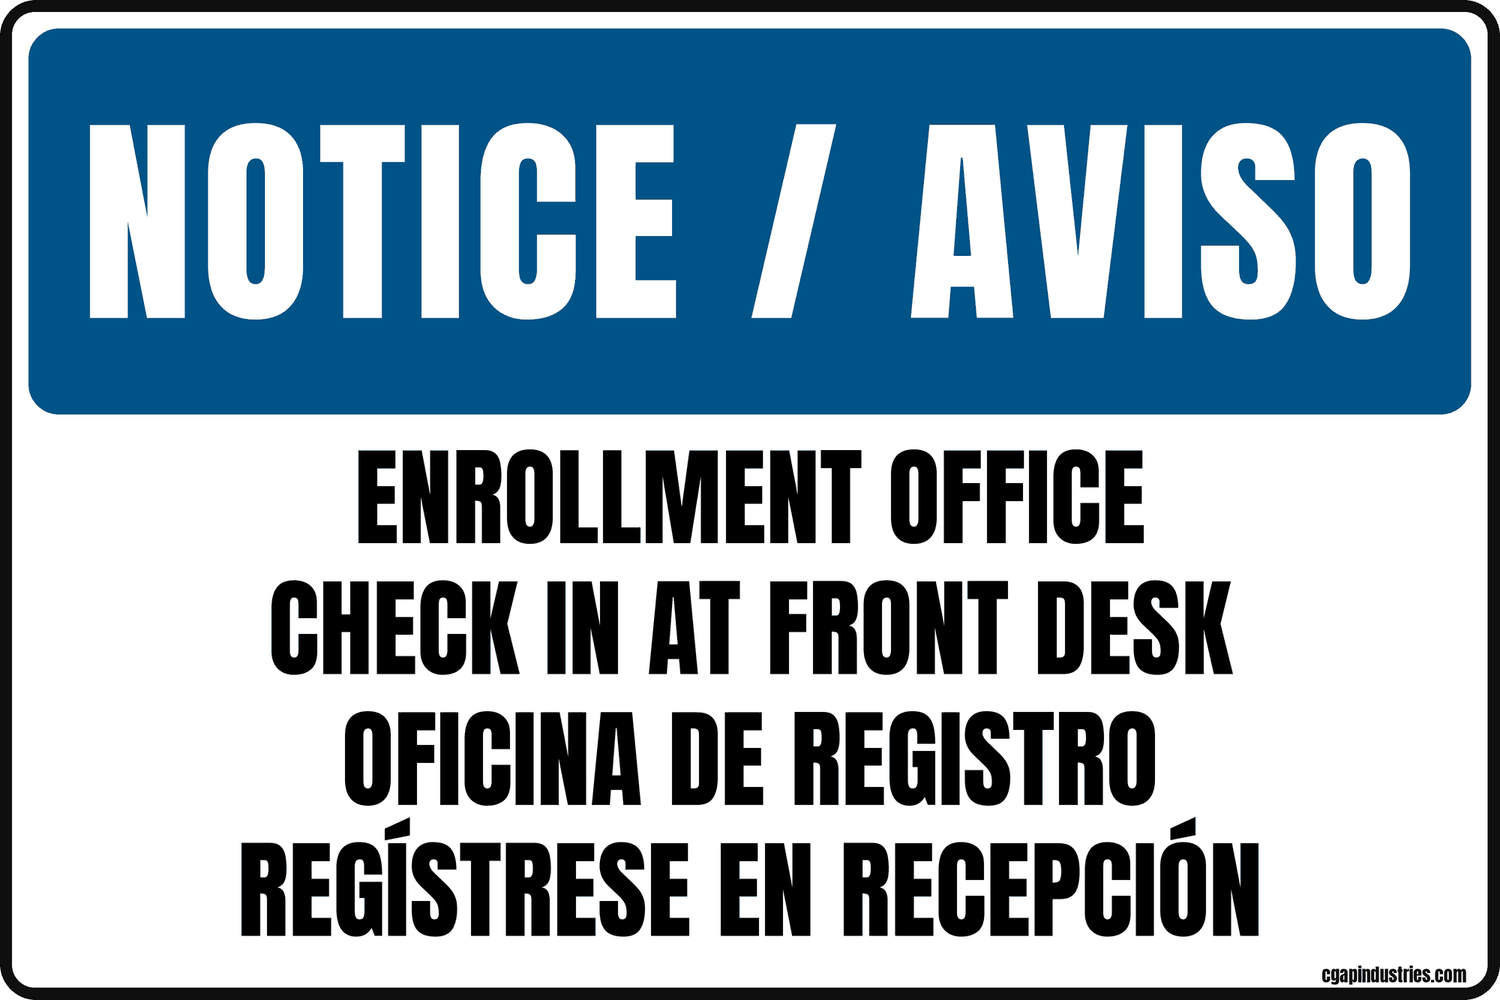 NOTICE / AVISO
ENROLLMENT OFFICE
CHECK IN AT FRONT DESK
OFICINA DE REGISTRO
REGÍSTRESE EN RECEPCIÓN
cgapindustries.com